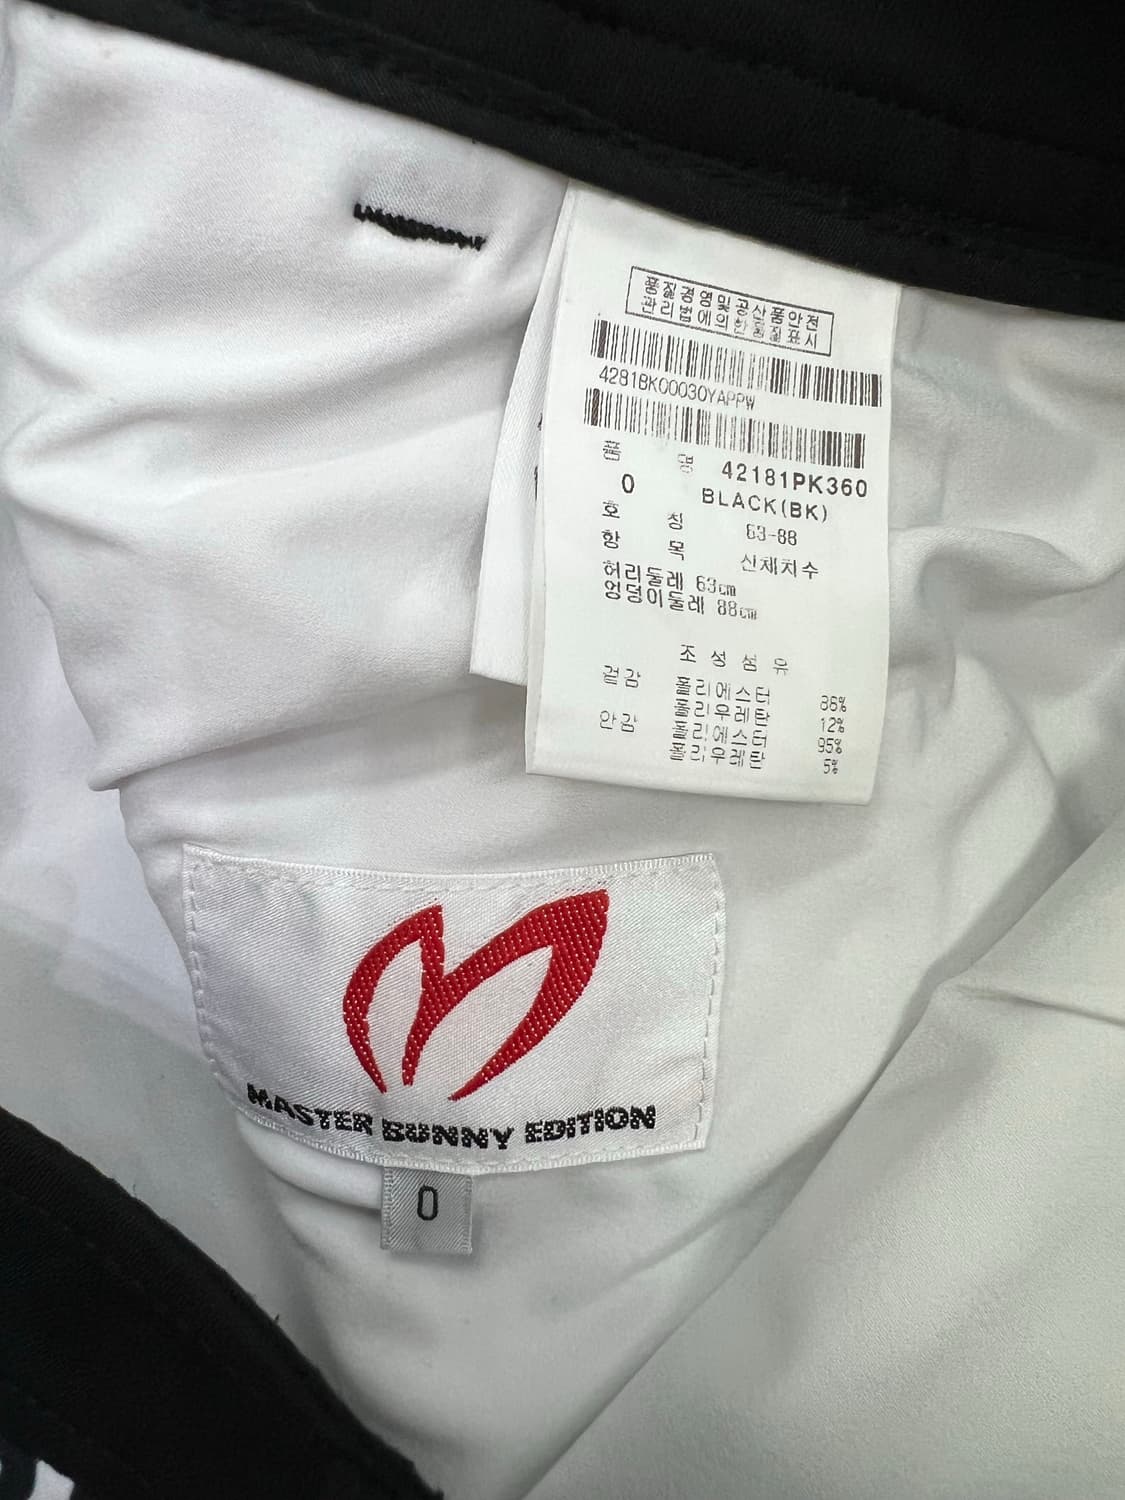 품질경영및공산품안전
관리법에의한품질표시
4281BK00030YAPPW
품 명 42181PK360
0 BLACK(BK)
호 칭 63-88
항 목 신체치수
허리둘레 63cm
엉덩이둘레 88cm
조성섬유
겉감 폴리에스터 86%
폴리우레탄 12%
안감 폴리에스터 95%
폴리우레탄 5%
MASTER BUNNY EDITION
0